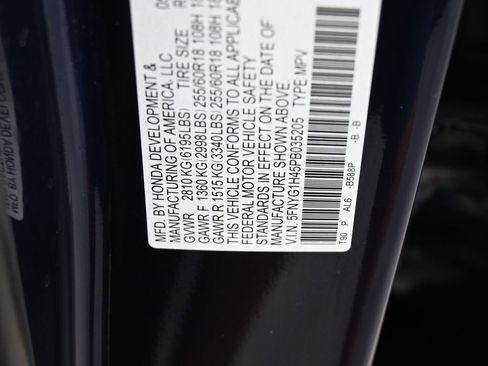 MFD. BY HONDA DEVELOPMENT &
MANUFACTURING OF AMERICA, LLC
GVWR 2810 KG(6195LBS) TIRE SIZE
GAWR F 1360 KG(2998LBS)255/60R18 108H 18
GAWR R 1515 KG(3340LBS)255/60R18 108H 18
THIS VEHICLE CONFORMS TO ALL APPLICABLE
FEDERAL MOTOR VEHICLE SAFETY
STANDARDS IN EFFECT ON THE DATE OF
MANUFACTURE SHOWN ABOVE.
V.I.N: 5FNYG1H45PB035205 TYPE MPV
T90 P AL6 -B588P -B -B